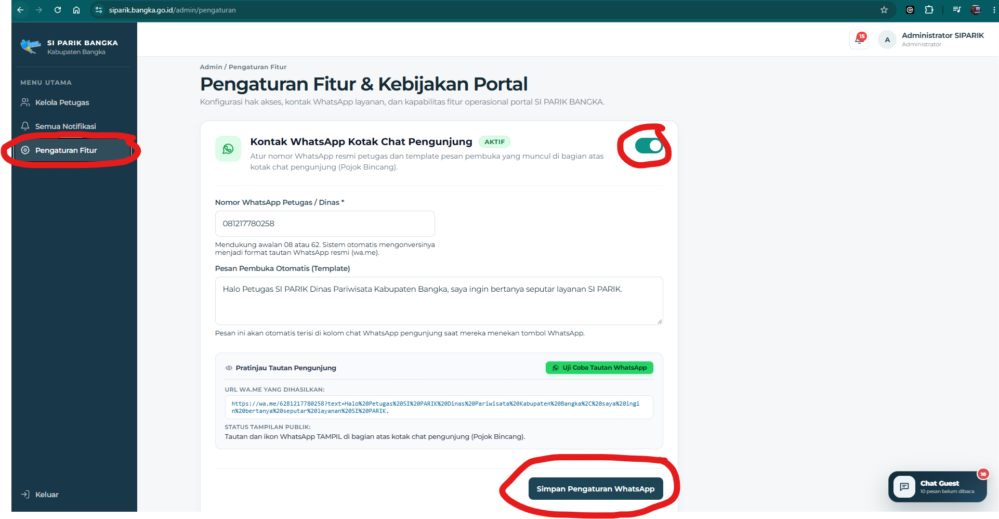 siparik.bangka.go.id/admin/pengaturan
SI PARIK BANGKA
Kabupaten Bangka
MENU UTAMA
Kelola Petugas
Semua Notifikasi
Pengaturan Fitur
Keluar
15
A
Administrator SIPARIK
Administrator
Admin / Pengaturan Fitur
Pengaturan Fitur & Kebijakan Portal
Konfigurasi hak akses, kontak WhatsApp layanan, dan kapabilitas fitur operasional portal SI PARIK BANGKA.
Kontak WhatsApp Kotak Chat Pengunjung AKTIF
Atur nomor WhatsApp resmi petugas dan template pesan pembuka yang muncul di bagian atas
kotak chat pengunjung (Pojok Bincang).
Nomor WhatsApp Petugas / Dinas *
081217780258
Mendukung awalan 08 atau 62. Sistem otomatis mengonversinya
menjadi format tautan WhatsApp resmi (wa.me).
Pesan Pembuka Otomatis (Template)
Halo Petugas SI PARIK Dinas Pariwisata Kabupaten Bangka, saya ingin bertanya seputar layanan SI PARIK.
Pesan ini akan otomatis terisi di kolom chat WhatsApp pengunjung saat mereka menekan tombol WhatsApp.
Pratinjau Tautan Pengunjung
Uji Coba Tautan WhatsApp
URL WA.ME YANG DIHASILKAN:
https://wa.me/6281217780258?text=Halo%20Petugas%20SI%20PARIK%20Dinas%20Pariwisata%20Kabupaten%20Bangka%2C%20saya%20ingi
n%20bertanya%20seputar%20layanan%20SI%20PARIK.
STATUS TAMPILAN PUBLIK:
Tautan dan ikon WhatsApp TAMPIL di bagian atas kotak chat pengunjung (Pojok Bincang).
Simpan Pengaturan WhatsApp
10
Chat Guest
10 pesan belum dibaca